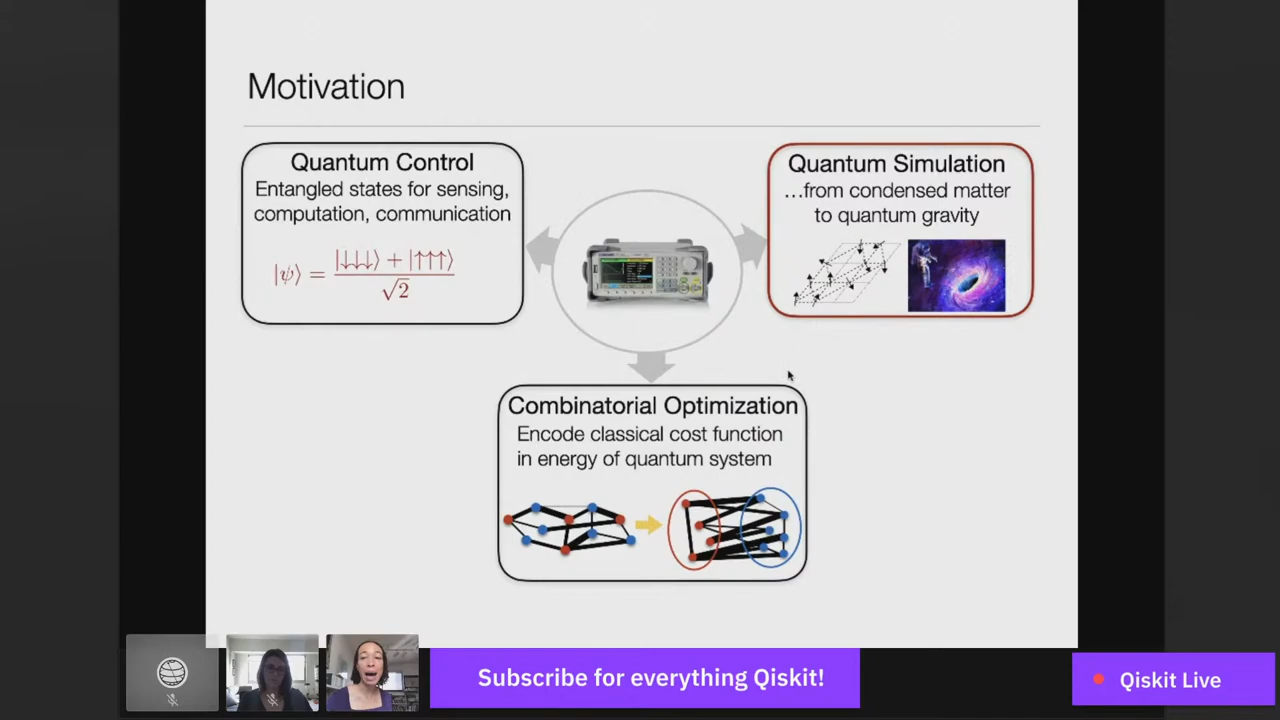 Motivation
Quantum Control
Entangled states for sensing,
computation, communication
|ψ⟩ = |↓↓↓⟩ + |↑↑↑⟩ / √2
Quantum Simulation
...from condensed matter
to quantum gravity
Combinatorial Optimization
Encode classical cost function
in energy of quantum system
Subscribe for everything Qiskit!
Qiskit Live